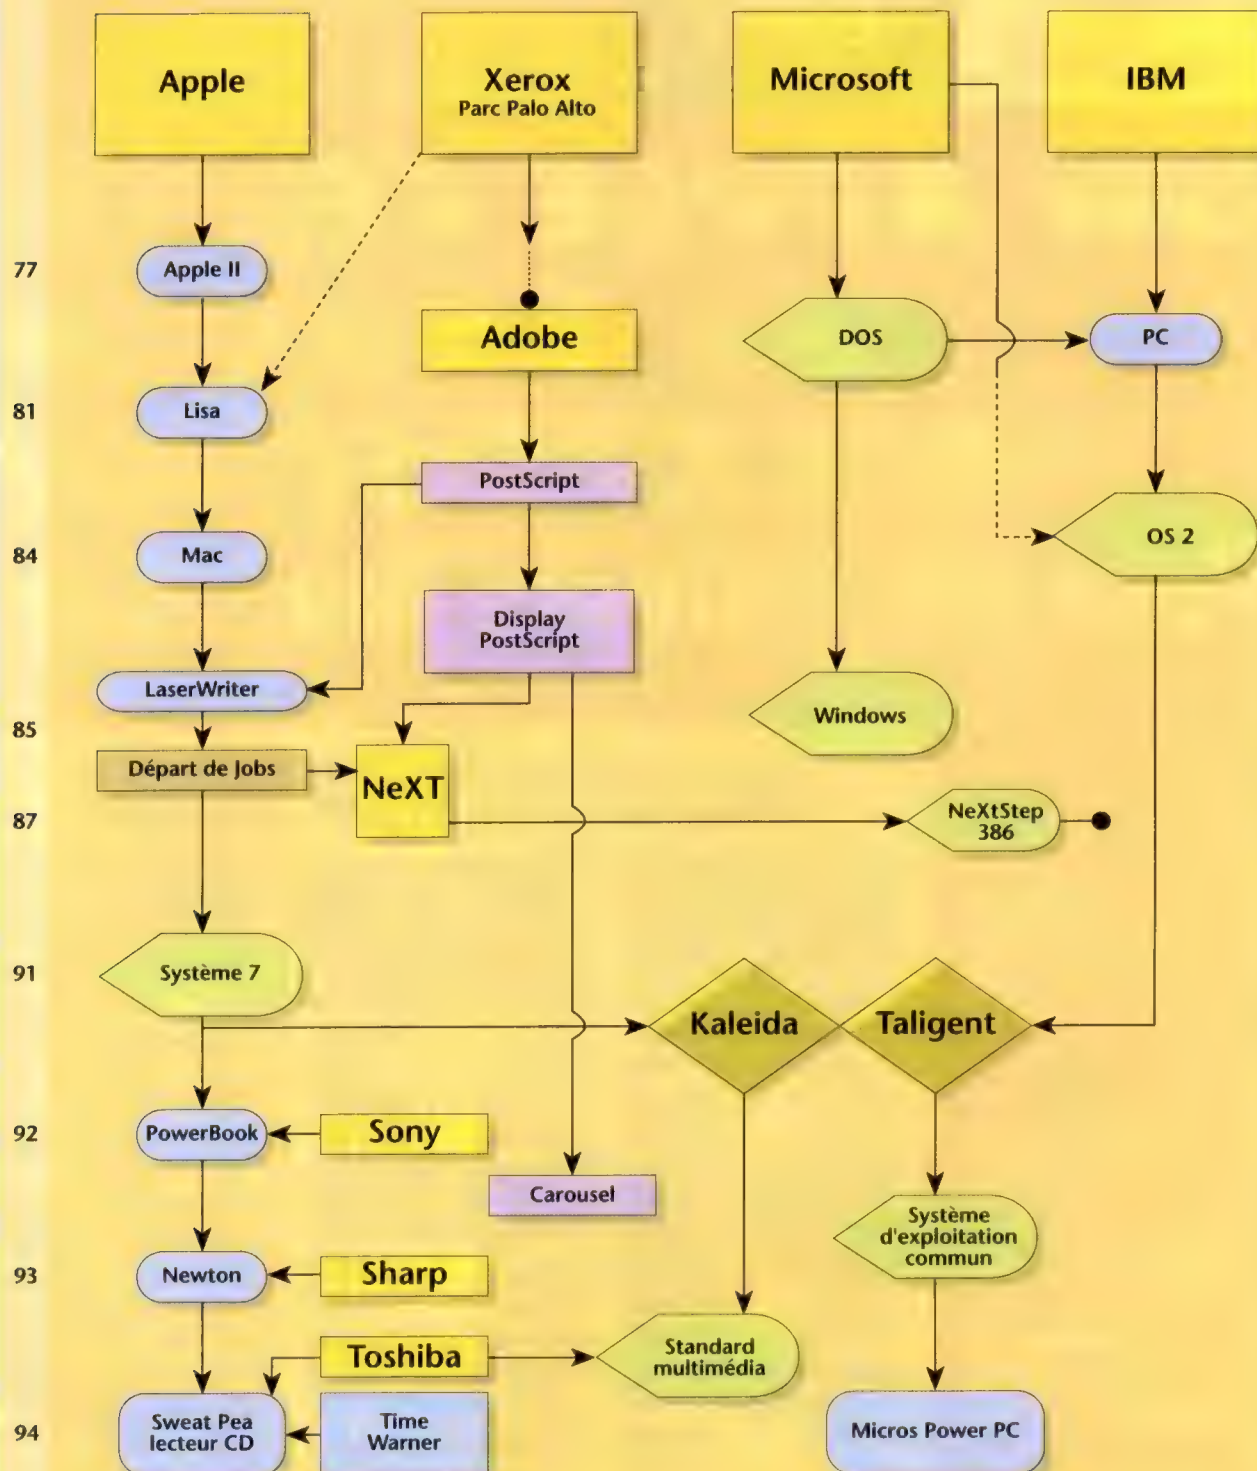 Apple
Xerox
Parc Palo Alto
Microsoft
IBM
77
Apple II
Adobe
DOS
PC
81
Lisa
PostScript
84
Mac
OS 2
Display
PostScript
LaserWriter
85
Windows
Départ de Jobs
NeXT
87
NeXtStep
386
91
Système 7
Kaleida
Taligent
92
PowerBook
Sony
Carousel
Système
d'exploitation
commun
93
Newton
Sharp
Toshiba
Standard
multimédia
94
Sweat Pea
lecteur CD
Time
Warner
Micros Power PC